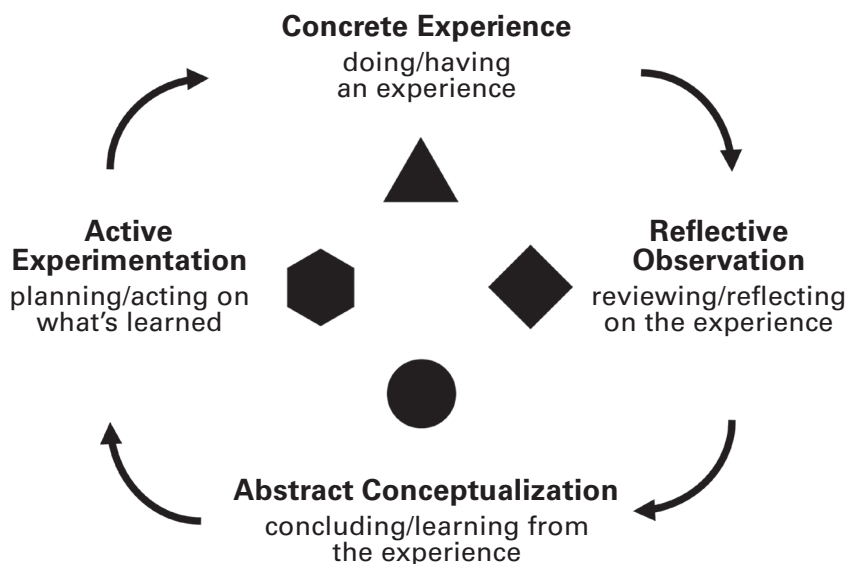 Concrete Experience
doing/having
an experience
Active
Experimentation
planning/acting on
what's learned
Reflective
Observation
reviewing/reflecting
on the experience
Abstract Conceptualization
concluding/learning from
the experience